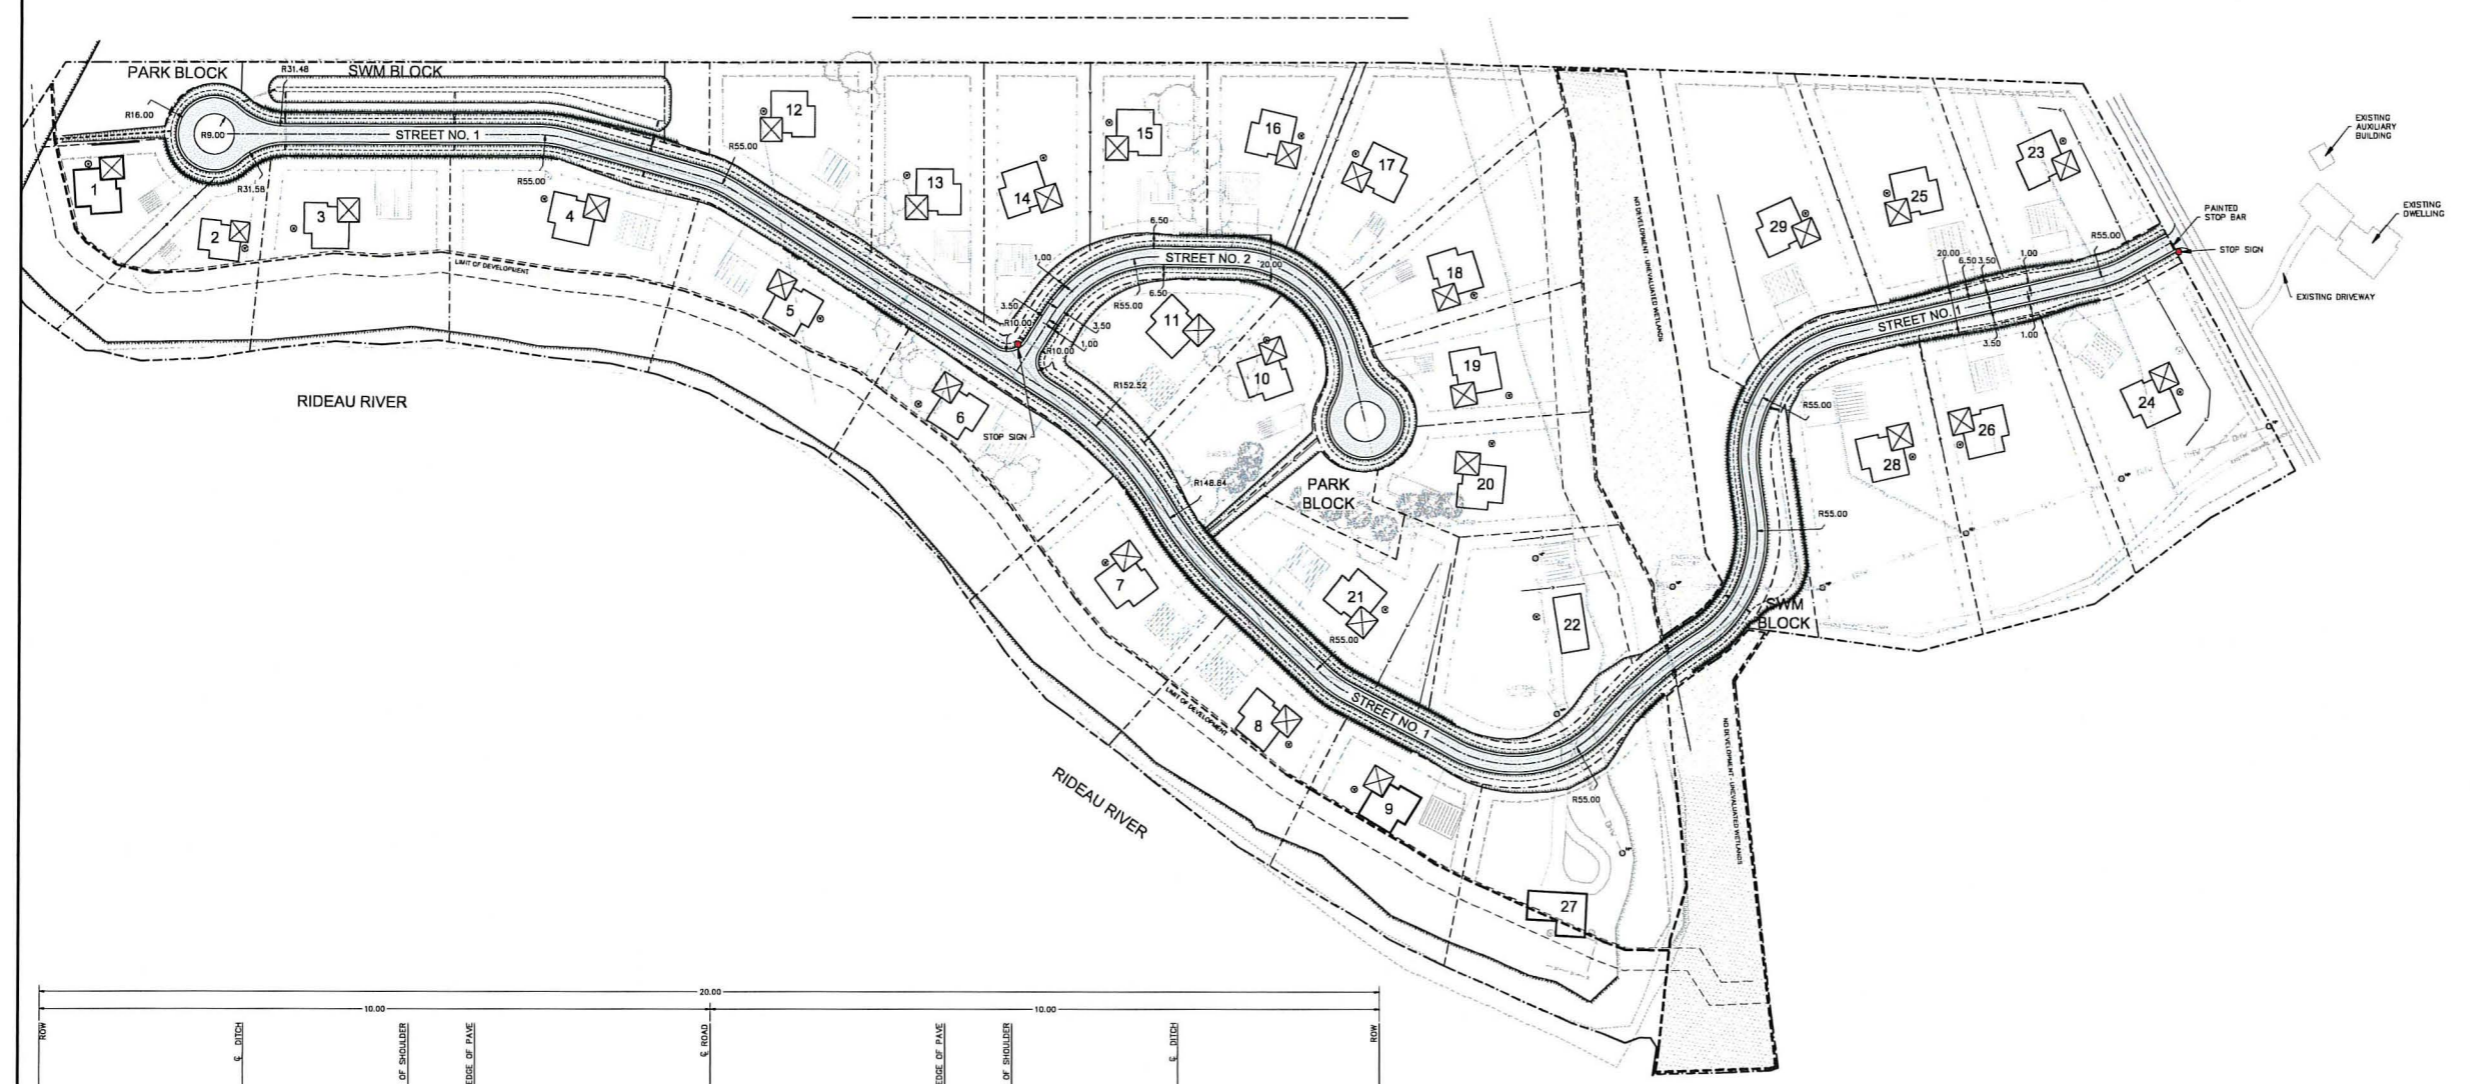 PARK BLOCK
SWM BLOCK
R31.48
R16.00
R9.00
STREET NO. 1
R55.00
R31.58
R55.00
1
2
3
4
5
6
7
8
9
10
11
12
13
14
15
16
17
18
19
20
21
22
23
24
25
26
27
28
29
LIMIT OF DEVELOPMENT
RIDEAU RIVER
6.50
1.00
STREET NO. 2
20.00
3.50
R10.00
R55.00
6.50
3.50
1.00
R10.00
R152.52
STOP SIGN
R148.84
PARK
BLOCK
R55.00
STREET NO. 1
LIMIT OF DEVELOPMENT
RIDEAU RIVER
R55.00
NO DEVELOPMENT - UNEVALUATED WETLANDS
NO DEVELOPMENT - UNEVALUATED WETLANDS
SWM
BLOCK
R55.00
R55.00
STREET NO. 1
20.00
6.50
3.50
1.00
3.50
1.00
R55.00
PAINTED
STOP BAR
STOP SIGN
EXISTING
AUXILIARY
BUILDING
EXISTING
DWELLING
EXISTING DRIVEWAY
20.00
10.00
10.00
ROW
℄ DITCH
OF SHOULDER
EDGE OF PAVE
℄ ROAD
EDGE OF PAVE
OF SHOULDER
℄ DITCH
ROW